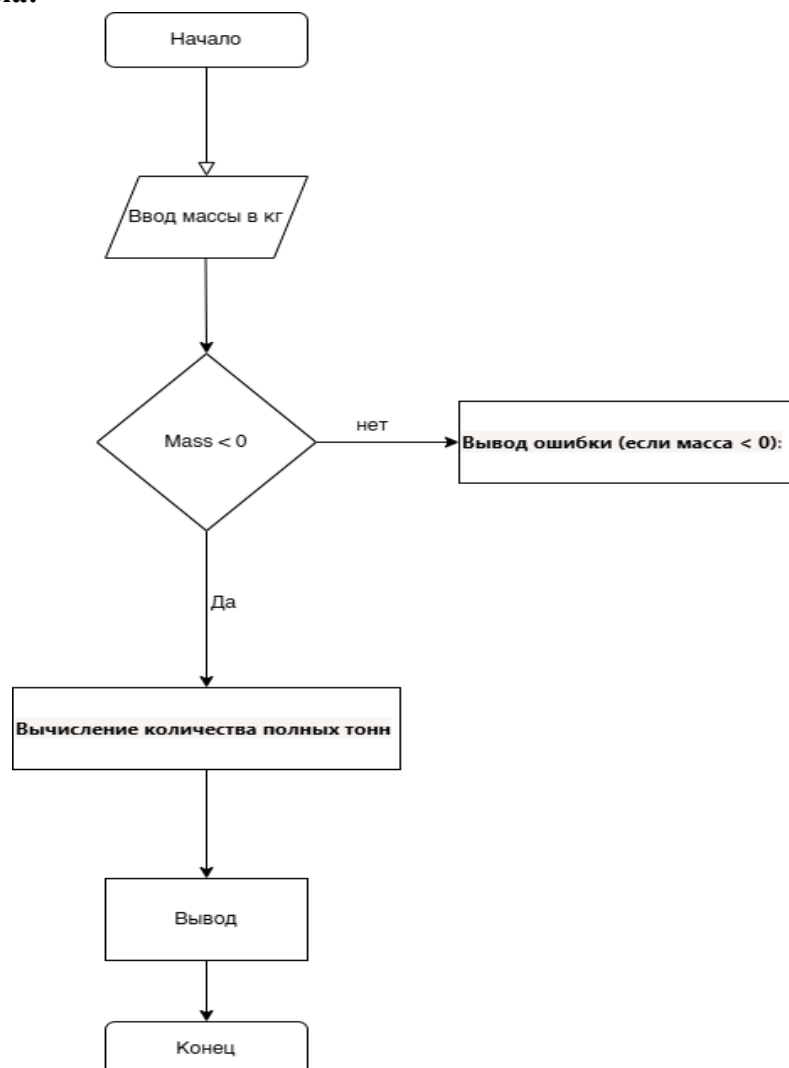 Начало
Ввод массы в кг
Mass < 0
нет
Вывод ошибки (если масса < 0):
Да
Вычисление количества полных тонн
Вывод
Конец